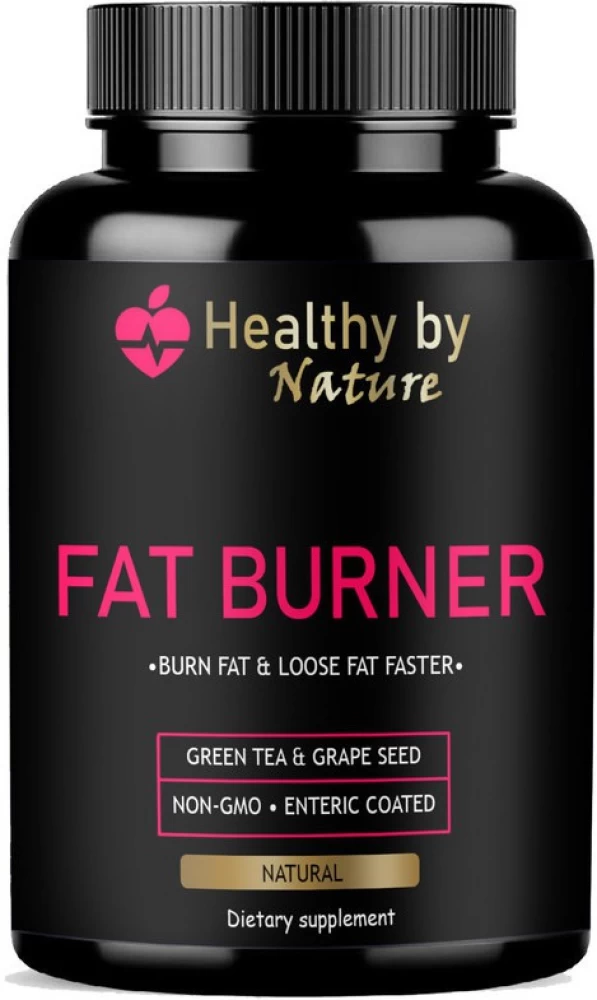 Healthy by
Nature
FAT BURNER
•BURN FAT & LOOSE FAT FASTER•
GREEN TEA & GRAPE SEED
NON-GMO • ENTERIC COATED
NATURAL
Dietary supplement